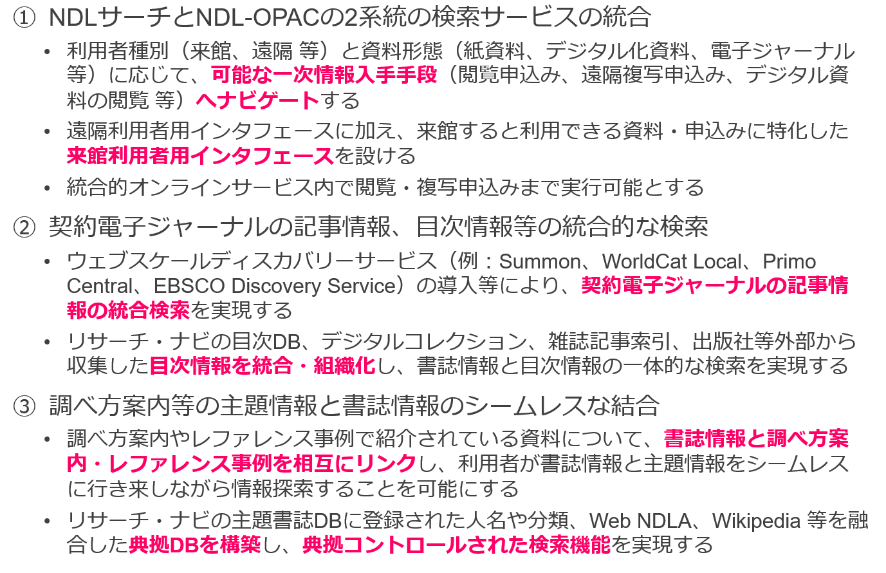 ① NDLサーチとNDL-OPACの2系統の検索サービスの統合
• 利用者種別（来館、遠隔 等）と資料形態（紙資料、デジタル化資料、電子ジャーナル
等）に応じて、可能な一次情報入手手段（閲覧申込み、遠隔複写申込み、デジタル資
料の閲覧 等）へナビゲートする
• 遠隔利用者用インタフェースに加え、来館すると利用できる資料・申込みに特化した
来館利用者用インタフェースを設ける
• 統合的オンラインサービス内で閲覧・複写申込みまで実行可能とする
② 契約電子ジャーナルの記事情報、目次情報等の統合的な検索
• ウェブスケールディスカバリーサービス（例：Summon、WorldCat Local、Primo
Central、EBSCO Discovery Service）の導入等により、契約電子ジャーナルの記事情
報の統合検索を実現する
• リサーチ・ナビの目次DB、デジタルコレクション、雑誌記事索引、出版社等外部から
収集した目次情報を統合・組織化し、書誌情報と目次情報の一体的な検索を実現する
③ 調べ方案内等の主題情報と書誌情報のシームレスな結合
• 調べ方案内やレファレンス事例で紹介されている資料について、書誌情報と調べ方案
内・レファレンス事例を相互にリンクし、利用者が書誌情報と主題情報をシームレス
に行き来しながら情報探索することを可能にする
• リサーチ・ナビの主題書誌DBに登録された人名や分類、Web NDLA、Wikipedia 等を融
合した典拠DBを構築し、典拠コントロールされた検索機能を実現する